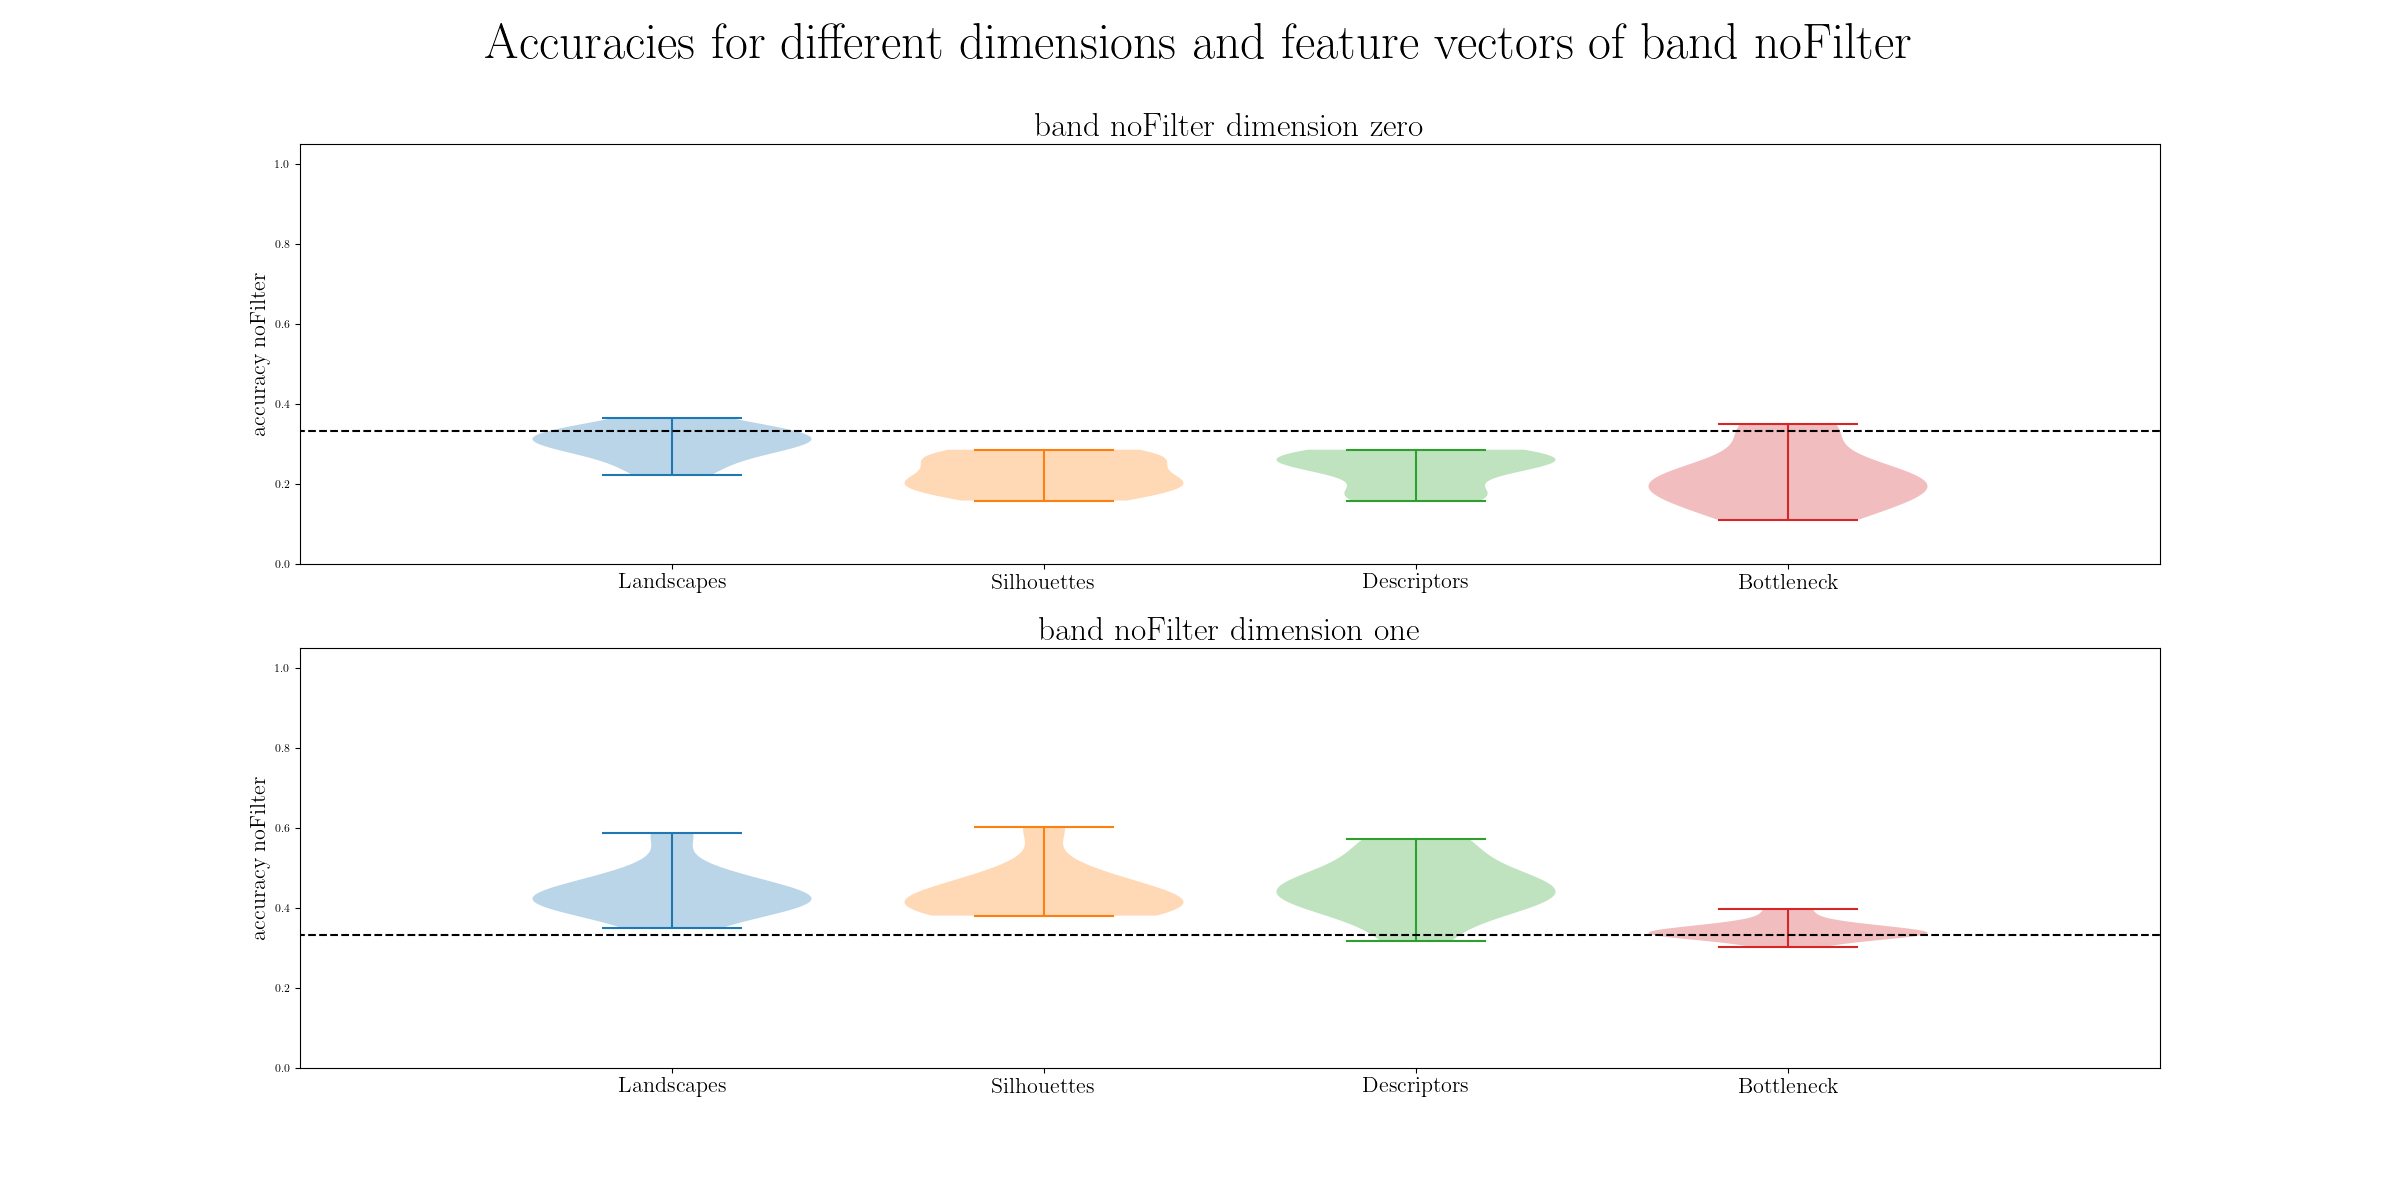 Accuracies for different dimensions and feature vectors of band noFilter
band noFilter dimension zero
accuracy noFilter
1.0
0.8
0.6
0.4
0.2
0.0
Landscapes Silhouettes Descriptors Bottleneck
band noFilter dimension one
accuracy noFilter
1.0
0.8
0.6
0.4
0.2
0.0
Landscapes Silhouettes Descriptors Bottleneck